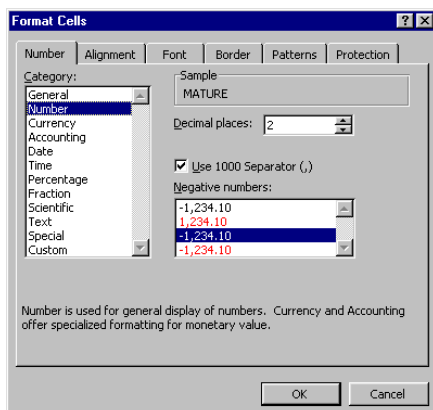 Format Cells
Number Alignment Font Border Patterns Protection
Category:
General
Number
Currency
Accounting
Date
Time
Percentage
Fraction
Scientific
Text
Special
Custom
Sample
MATURE
Decimal places: 2
Use 1000 Separator (,)
Negative numbers:
-1,234.10
1,234.10
-1,234.10
-1,234.10
Number is used for general display of numbers. Currency and Accounting
offer specialized formatting for monetary value.
OK Cancel